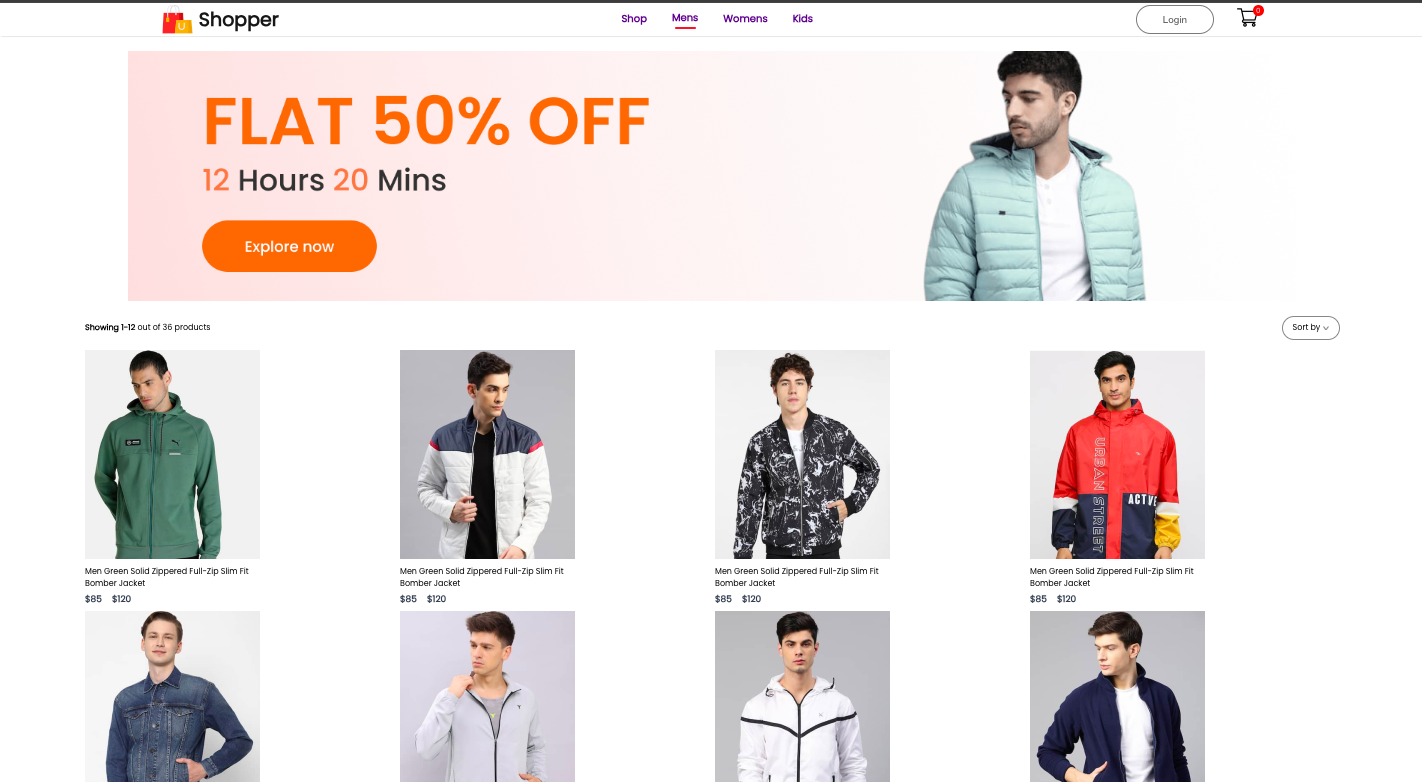 Shopper
Shop Mens Womens Kids
Login
0
FLAT 50% OFF
12 Hours 20 Mins
Explore now
Showing 1-12 out of 36 products
Sort by
URBAN STREET
ACTVE
Men Green Solid Zippered Full-Zip Slim Fit
Bomber Jacket
$85 $120
Men Green Solid Zippered Full-Zip Slim Fit
Bomber Jacket
$85 $120
Men Green Solid Zippered Full-Zip Slim Fit
Bomber Jacket
$85 $120
Men Green Solid Zippered Full-Zip Slim Fit
Bomber Jacket
$85 $120